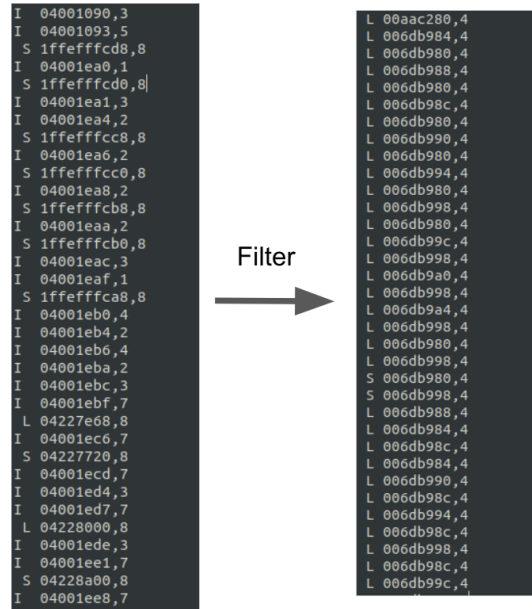 I  04001090,3
I  04001093,5
 S 1ffefffcd8,8
I  04001ea0,1
 S 1ffefffcd0,8
I  04001ea1,3
I  04001ea4,2
 S 1ffefffcc8,8
I  04001ea6,2
 S 1ffefffcc0,8
I  04001ea8,2
 S 1ffefffcb8,8
I  04001eaa,2
 S 1ffefffcb0,8
I  04001eac,3
I  04001eaf,1
 S 1ffefffca8,8
I  04001eb0,4
I  04001eb4,2
I  04001eb6,4
I  04001eba,2
I  04001ebc,3
I  04001ebf,7
 L 04227e68,8
I  04001ec6,7
 S 04227720,8
I  04001ecd,7
I  04001ed4,3
I  04001ed7,7
 L 04228000,8
I  04001ede,3
I  04001ee1,7
 S 04228a00,8
I  04001ee8,7
Filter
L 00aac280,4
L 006db984,4
L 006db980,4
L 006db988,4
L 006db980,4
L 006db98c,4
L 006db980,4
L 006db990,4
L 006db980,4
L 006db994,4
L 006db980,4
L 006db998,4
L 006db980,4
L 006db99c,4
L 006db998,4
L 006db9a0,4
L 006db998,4
L 006db9a4,4
L 006db998,4
L 006db980,4
L 006db998,4
S 006db980,4
S 006db998,4
L 006db988,4
L 006db984,4
L 006db98c,4
L 006db984,4
L 006db990,4
L 006db98c,4
L 006db994,4
L 006db98c,4
L 006db998,4
L 006db98c,4
L 006db99c,4